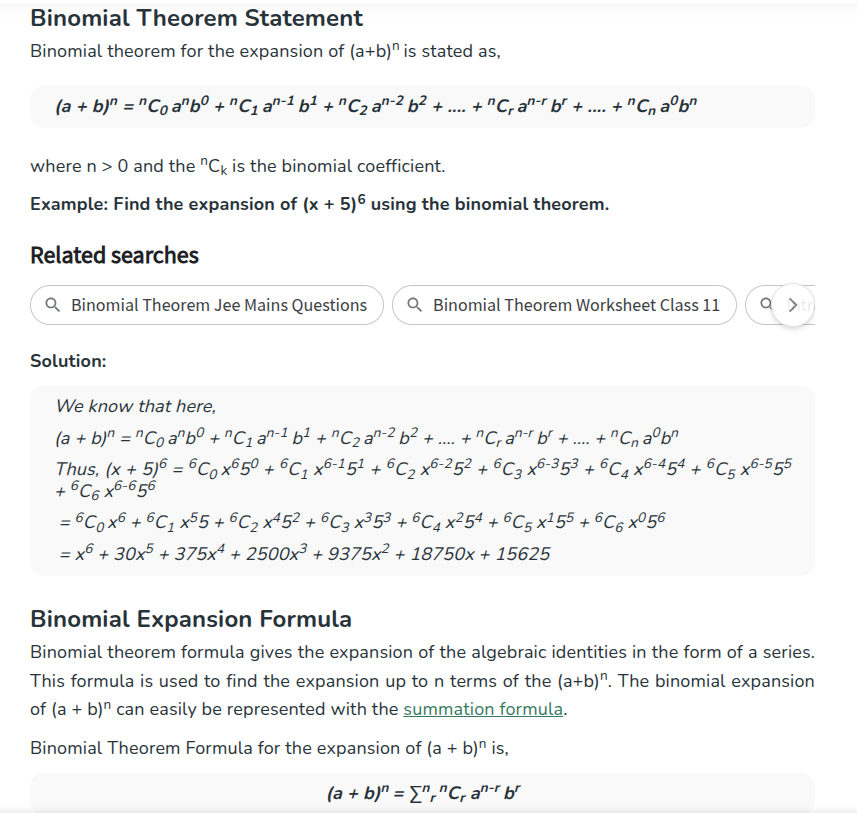 Binomial Theorem Statement
Binomial theorem for the expansion of (a+b)ⁿ is stated as,
(a + b)ⁿ = ⁿC₀ aⁿb⁰ + ⁿC₁ aⁿ⁻¹ b¹ + ⁿC₂ aⁿ⁻² b² + .... + ⁿCᵣ aⁿ⁻ʳ bʳ + .... + ⁿCₙ a⁰bⁿ
where n > 0 and the ⁿCₖ is the binomial coefficient.
Example: Find the expansion of (x + 5)⁶ using the binomial theorem.
Related searches
Binomial Theorem Jee Mains Questions
Binomial Theorem Worksheet Class 11
Solution:
We know that here,
(a + b)ⁿ = ⁿC₀ aⁿb⁰ + ⁿC₁ aⁿ⁻¹ b¹ + ⁿC₂ aⁿ⁻² b² + .... + ⁿCᵣ aⁿ⁻ʳ bʳ + .... + ⁿCₙ a⁰bⁿ
Thus, (x + 5)⁶ = ⁶C₀ x⁶5⁰ + ⁶C₁ x⁶⁻¹5¹ + ⁶C₂ x⁶⁻²5² + ⁶C₃ x⁶⁻³5³ + ⁶C₄ x⁶⁻⁴5⁴ + ⁶C₅ x⁶⁻⁵5⁵
+ ⁶C₆ x⁶⁻⁶5⁶
= ⁶C₀ x⁶ + ⁶C₁ x⁵5 + ⁶C₂ x⁴5² + ⁶C₃ x³5³ + ⁶C₄ x²5⁴ + ⁶C₅ x¹5⁵ + ⁶C₆ x⁰5⁶
= x⁶ + 30x⁵ + 375x⁴ + 2500x³ + 9375x² + 18750x + 15625
Binomial Expansion Formula
Binomial theorem formula gives the expansion of the algebraic identities in the form of a series.
This formula is used to find the expansion up to n terms of the (a+b)ⁿ. The binomial expansion
of (a + b)ⁿ can easily be represented with the summation formula.
Binomial Theorem Formula for the expansion of (a + b)ⁿ is,
(a + b)ⁿ = ∑ⁿᵣ ⁿCᵣ aⁿ⁻ʳ bʳ